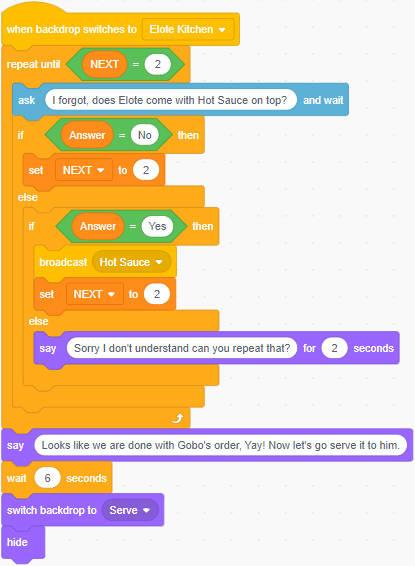 when backdrop switches to Elote Kitchen
repeat until NEXT = 2
ask I forgot, does Elote come with Hot Sauce on top? and wait
if Answer = No then
set NEXT to 2
else
if Answer = Yes then
broadcast Hot Sauce
set NEXT to 2
else
say Sorry I don't understand can you repeat that? for 2 seconds
say Looks like we are done with Gobo's order, Yay! Now let's go serve it to him.
wait 6 seconds
switch backdrop to Serve
hide